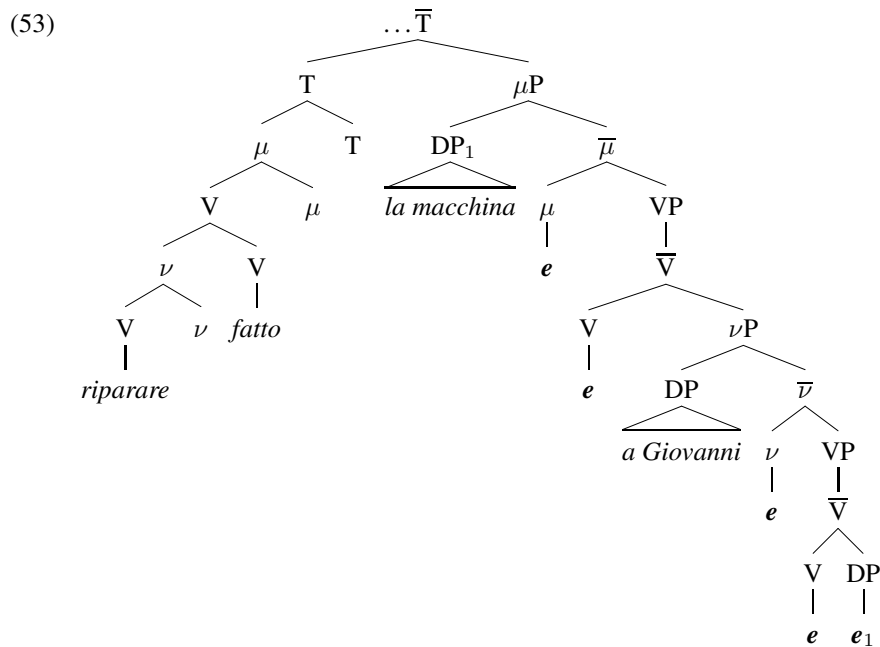 (53)
... T̅
T μP
μ T DP₁ μ̅
V μ la macchina μ VP
ν V e V̅
V ν fatto V νP
riparare e DP ν̅
a Giovanni ν VP
e V̅
V DP
e e₁